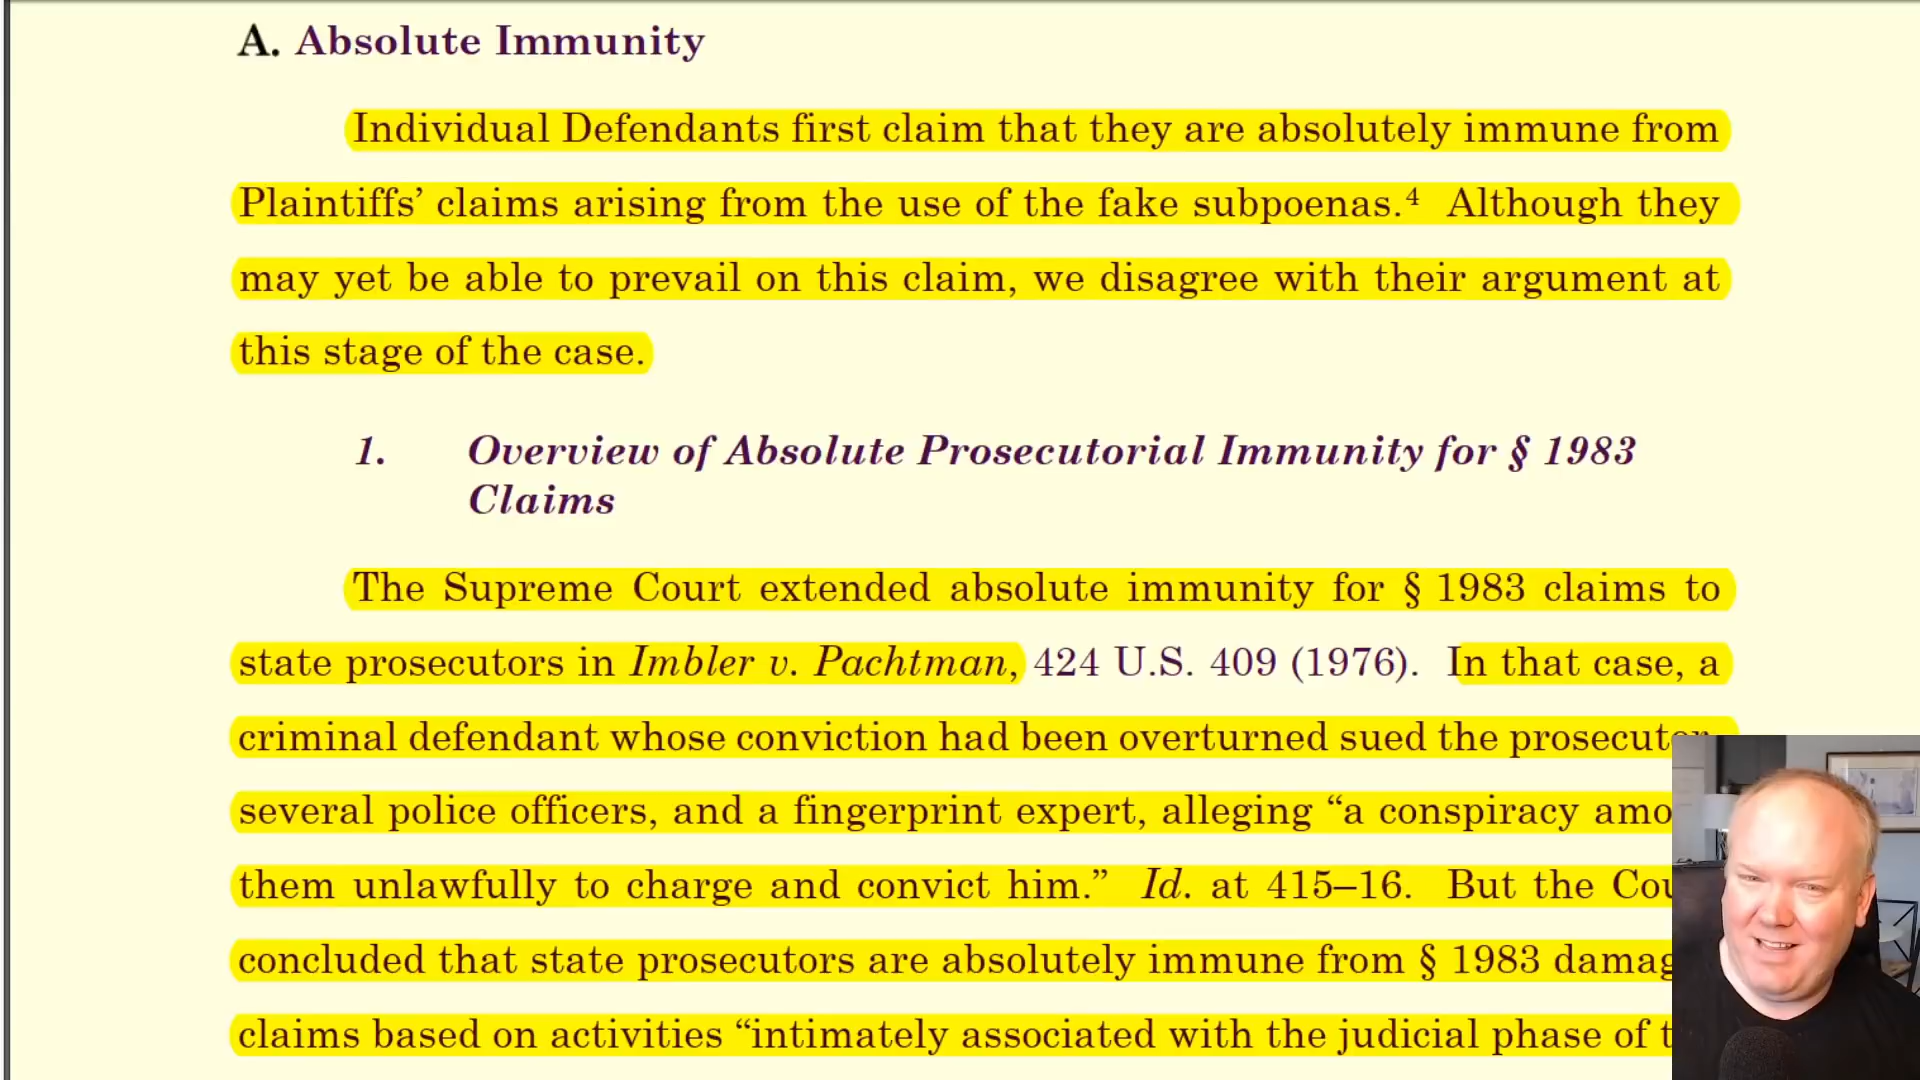 A. Absolute Immunity
Individual Defendants first claim that they are absolutely immune from
Plaintiffs’ claims arising from the use of the fake subpoenas.⁴ Although they
may yet be able to prevail on this claim, we disagree with their argument at
this stage of the case.
1. Overview of Absolute Prosecutorial Immunity for § 1983
Claims
The Supreme Court extended absolute immunity for § 1983 claims to
state prosecutors in Imbler v. Pachtman, 424 U.S. 409 (1976). In that case, a
criminal defendant whose conviction had been overturned sued the prosecutor,
several police officers, and a fingerprint expert, alleging “a conspiracy
them unlawfully to charge and convict him.” Id. at 415–16. But the
concluded that state prosecutors are absolutely immune from § 1983
claims based on activities “intimately associated with the judicial phase of